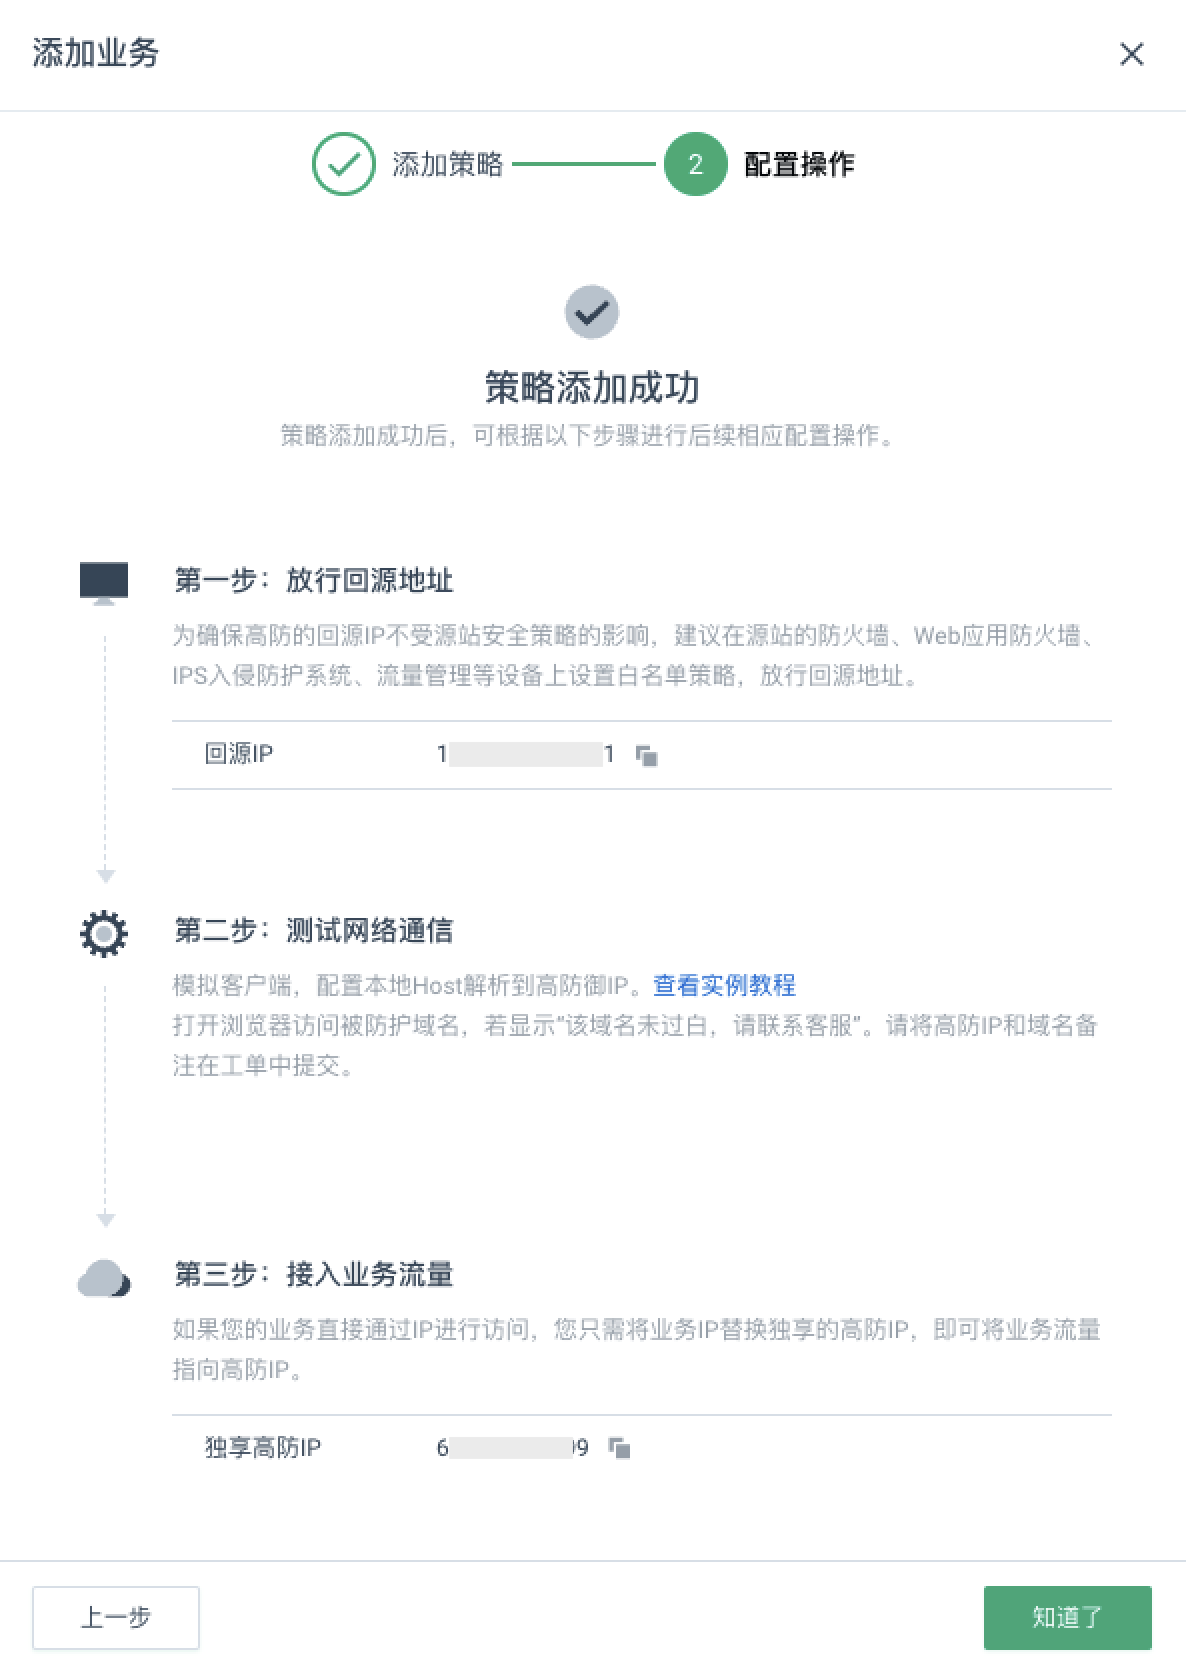 添加业务
添加策略
2
配置操作
策略添加成功
策略添加成功后，可根据以下步骤进行后续相应配置操作。
第一步：放行回源地址
为确保高防的回源IP不受源站安全策略的影响，建议在源站的防火墙、Web应用防火墙、
IPS入侵防护系统、流量管理等设备上设置白名单策略，放行回源地址。
回源IP 1 1
第二步：测试网络通信
模拟客户端，配置本地Host解析到高防御IP。查看实例教程
打开浏览器访问被防护域名，若显示“该域名未过白，请联系客服”。请将高防IP和域名备
注在工单中提交。
第三步：接入业务流量
如果您的业务直接通过IP进行访问，您只需将业务IP替换独享的高防IP，即可将业务流量
指向高防IP。
独享高防IP 6 9
上一步
知道了